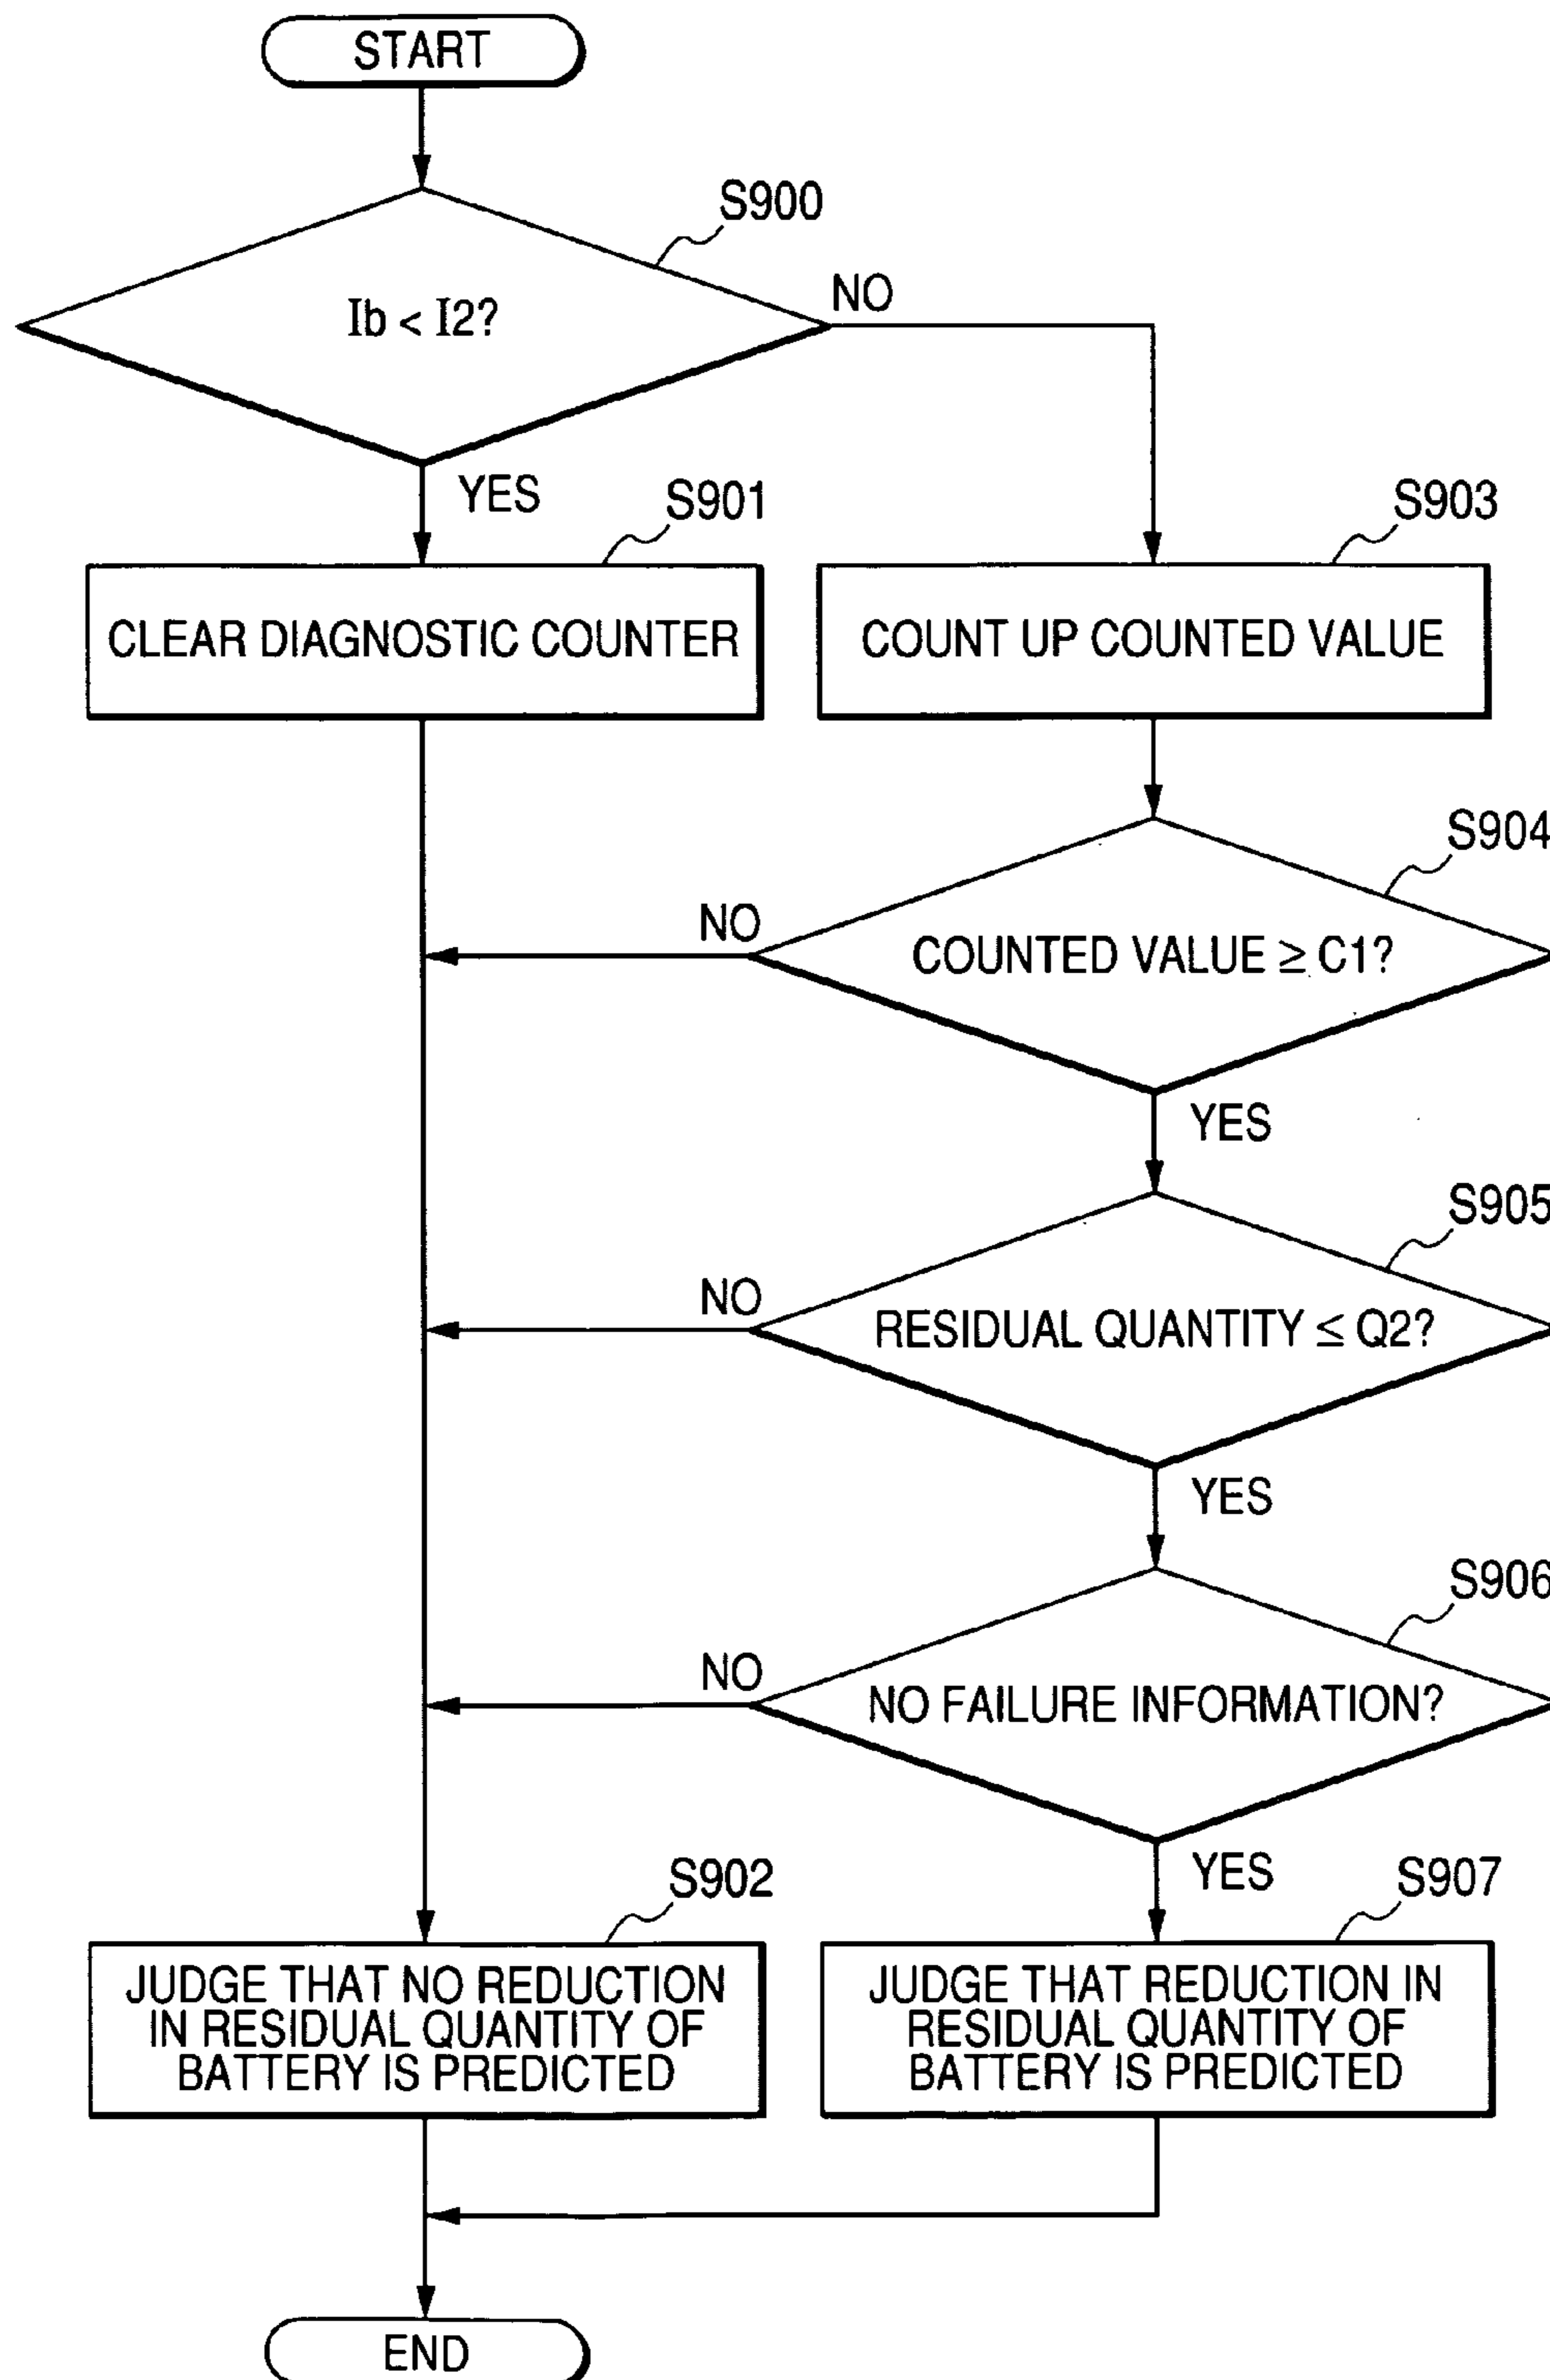 START
S900
Ib < I2?
NO
YES
S901
S903
CLEAR DIAGNOSTIC COUNTER
COUNT UP COUNTED VALUE
S904
NO
COUNTED VALUE ≥ C1?
YES
S905
NO
RESIDUAL QUANTITY ≤ Q2?
YES
S906
NO
NO FAILURE INFORMATION?
YES
S902
S907
JUDGE THAT NO REDUCTION
IN RESIDUAL QUANTITY OF
BATTERY IS PREDICTED
JUDGE THAT REDUCTION IN
RESIDUAL QUANTITY OF
BATTERY IS PREDICTED
END